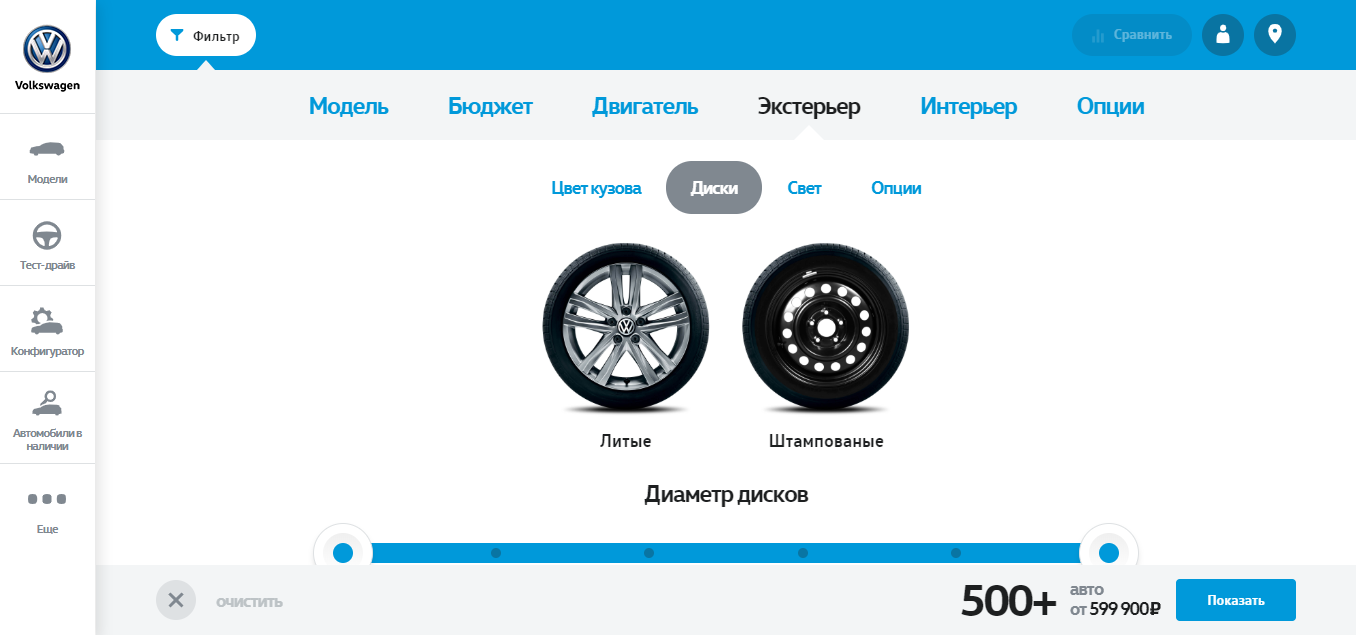 Volkswagen
Модели
Тест-драйв
Конфигуратор
Автомобили в
наличии
Еще
Фильтр
Сравнить
Модель
Бюджет
Двигатель
Экстерьер
Интерьер
Опции
Цвет кузова
Диски
Свет
Опции
Литые
Штампованые
Диаметр дисков
очистить
500+
авто
от 599 900₽
Показать